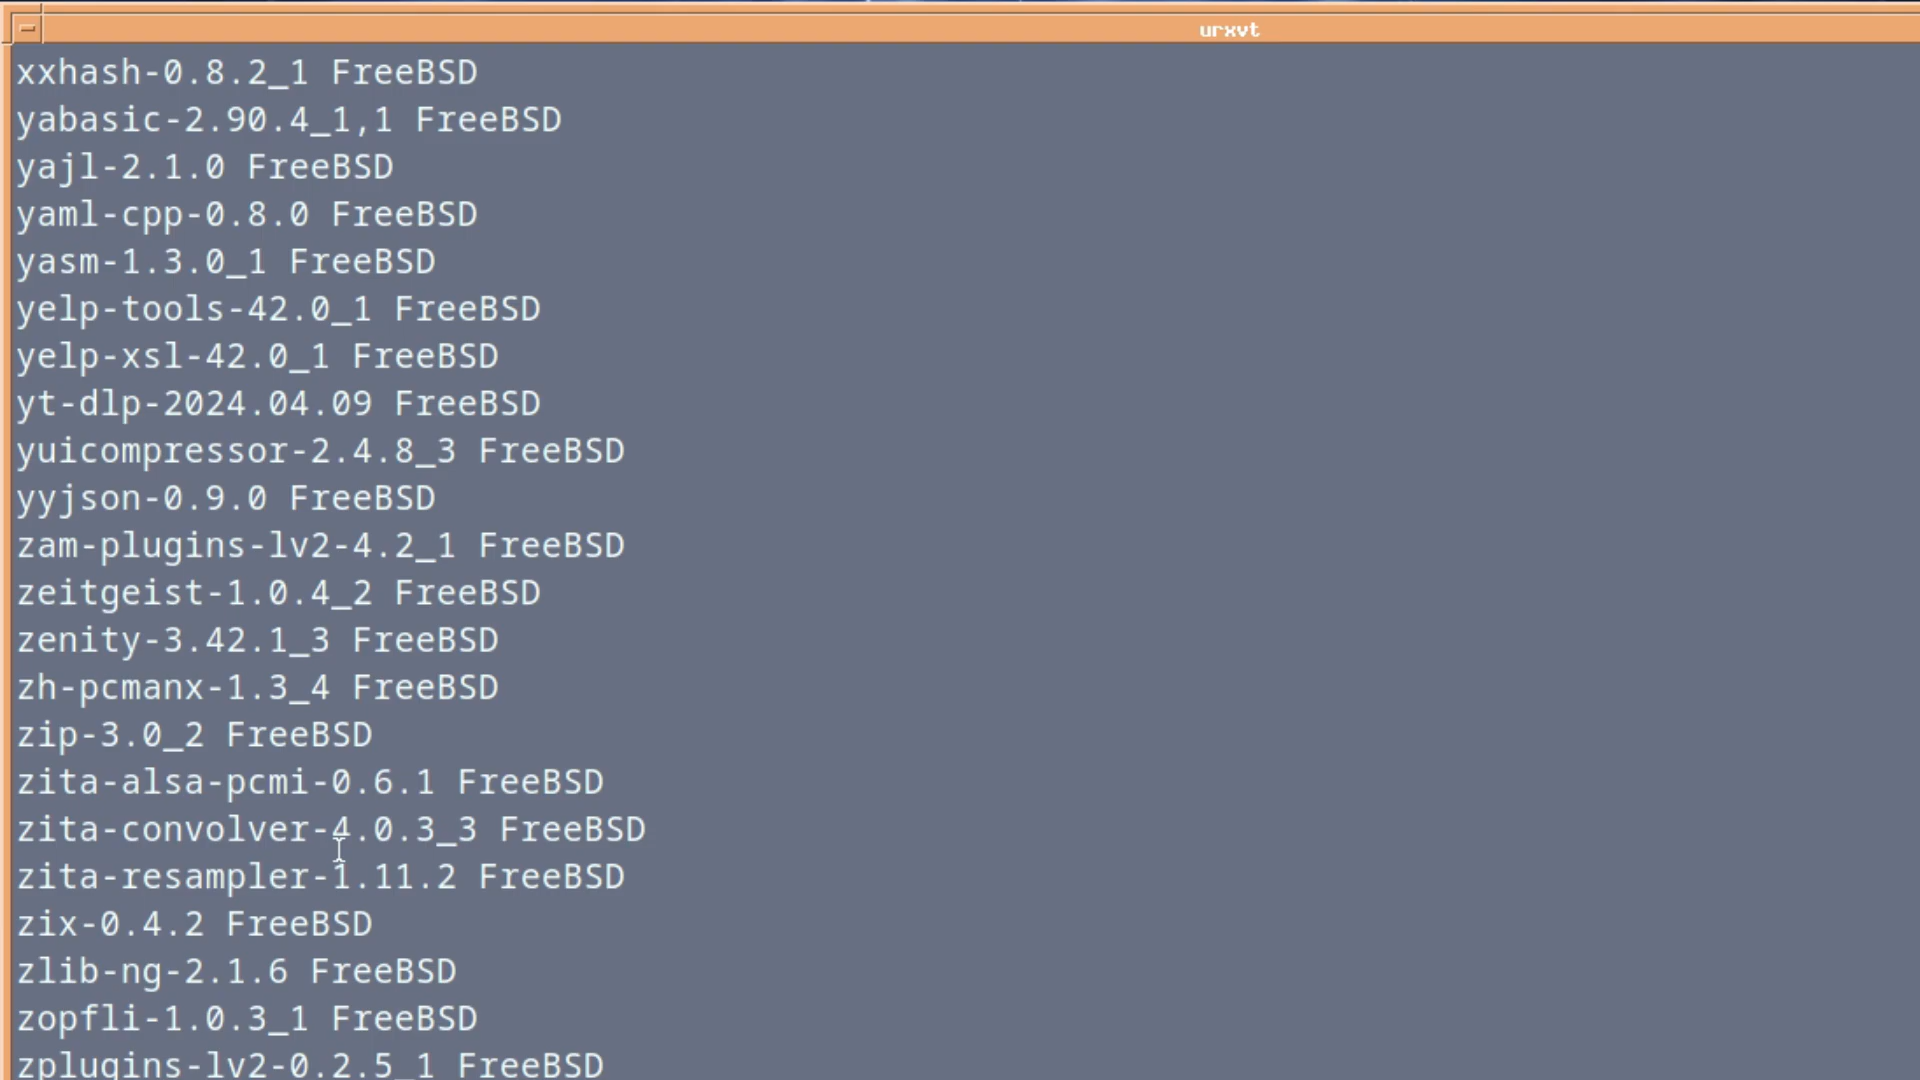 urxvt
xxhash-0.8.2_1 FreeBSD
yabasic-2.90.4_1,1 FreeBSD
yajl-2.1.0 FreeBSD
yaml-cpp-0.8.0 FreeBSD
yasm-1.3.0_1 FreeBSD
yelp-tools-42.0_1 FreeBSD
yelp-xsl-42.0_1 FreeBSD
yt-dlp-2024.04.09 FreeBSD
yuicompressor-2.4.8_3 FreeBSD
yyjson-0.9.0 FreeBSD
zam-plugins-lv2-4.2_1 FreeBSD
zeitgeist-1.0.4_2 FreeBSD
zenity-3.42.1_3 FreeBSD
zh-pcmanx-1.3_4 FreeBSD
zip-3.0_2 FreeBSD
zita-alsa-pcmi-0.6.1 FreeBSD
zita-convolver-4.0.3_3 FreeBSD
zita-resampler-1.11.2 FreeBSD
zix-0.4.2 FreeBSD
zlib-ng-2.1.6 FreeBSD
zopfli-1.0.3_1 FreeBSD
zplugins-lv2-0.2.5_1 FreeBSD